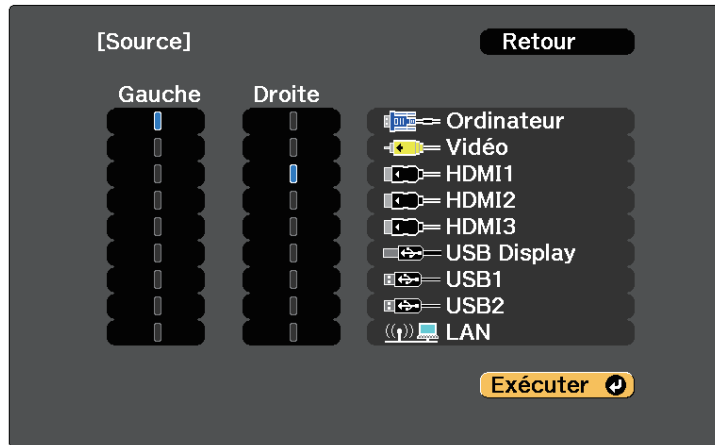 [Source]
Retour
Gauche Droite
Ordinateur
Vidéo
HDMI1
HDMI2
HDMI3
USB Display
USB1
USB2
LAN
Exécuter